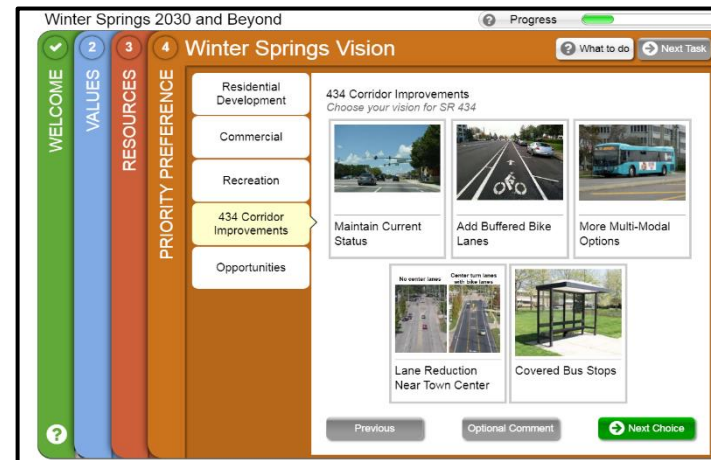 Winter Springs 2030 and Beyond
? Progress
WELCOME
2
VALUES
3
RESOURCES
4
PRIORITY PREFERENCE
Winter Springs Vision
? What to do
Next Task
Residential
Development
Commercial
Recreation
434 Corridor
Improvements
Opportunities
434 Corridor Improvements
Choose your vision for SR 434
Maintain Current
Status
Add Buffered Bike
Lanes
More Multi-Modal
Options
No center lanes
Center turn lanes
with bike lanes
Lane Reduction
Near Town Center
Covered Bus Stops
?
Previous
Optional Comment
Next Choice